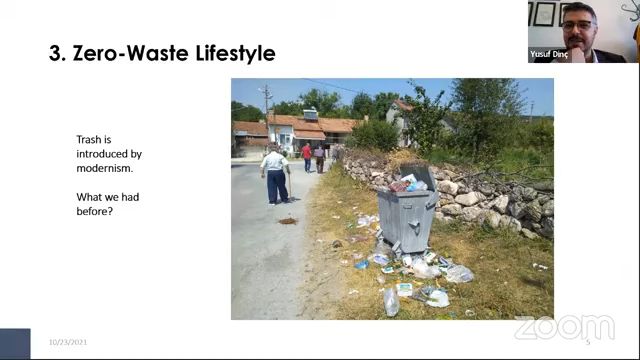 3. Zero-Waste Lifestyle
Yusuf Dinç
Trash is
introduced by
modernism.
What we had
before?
10/23/2021
5
zoom